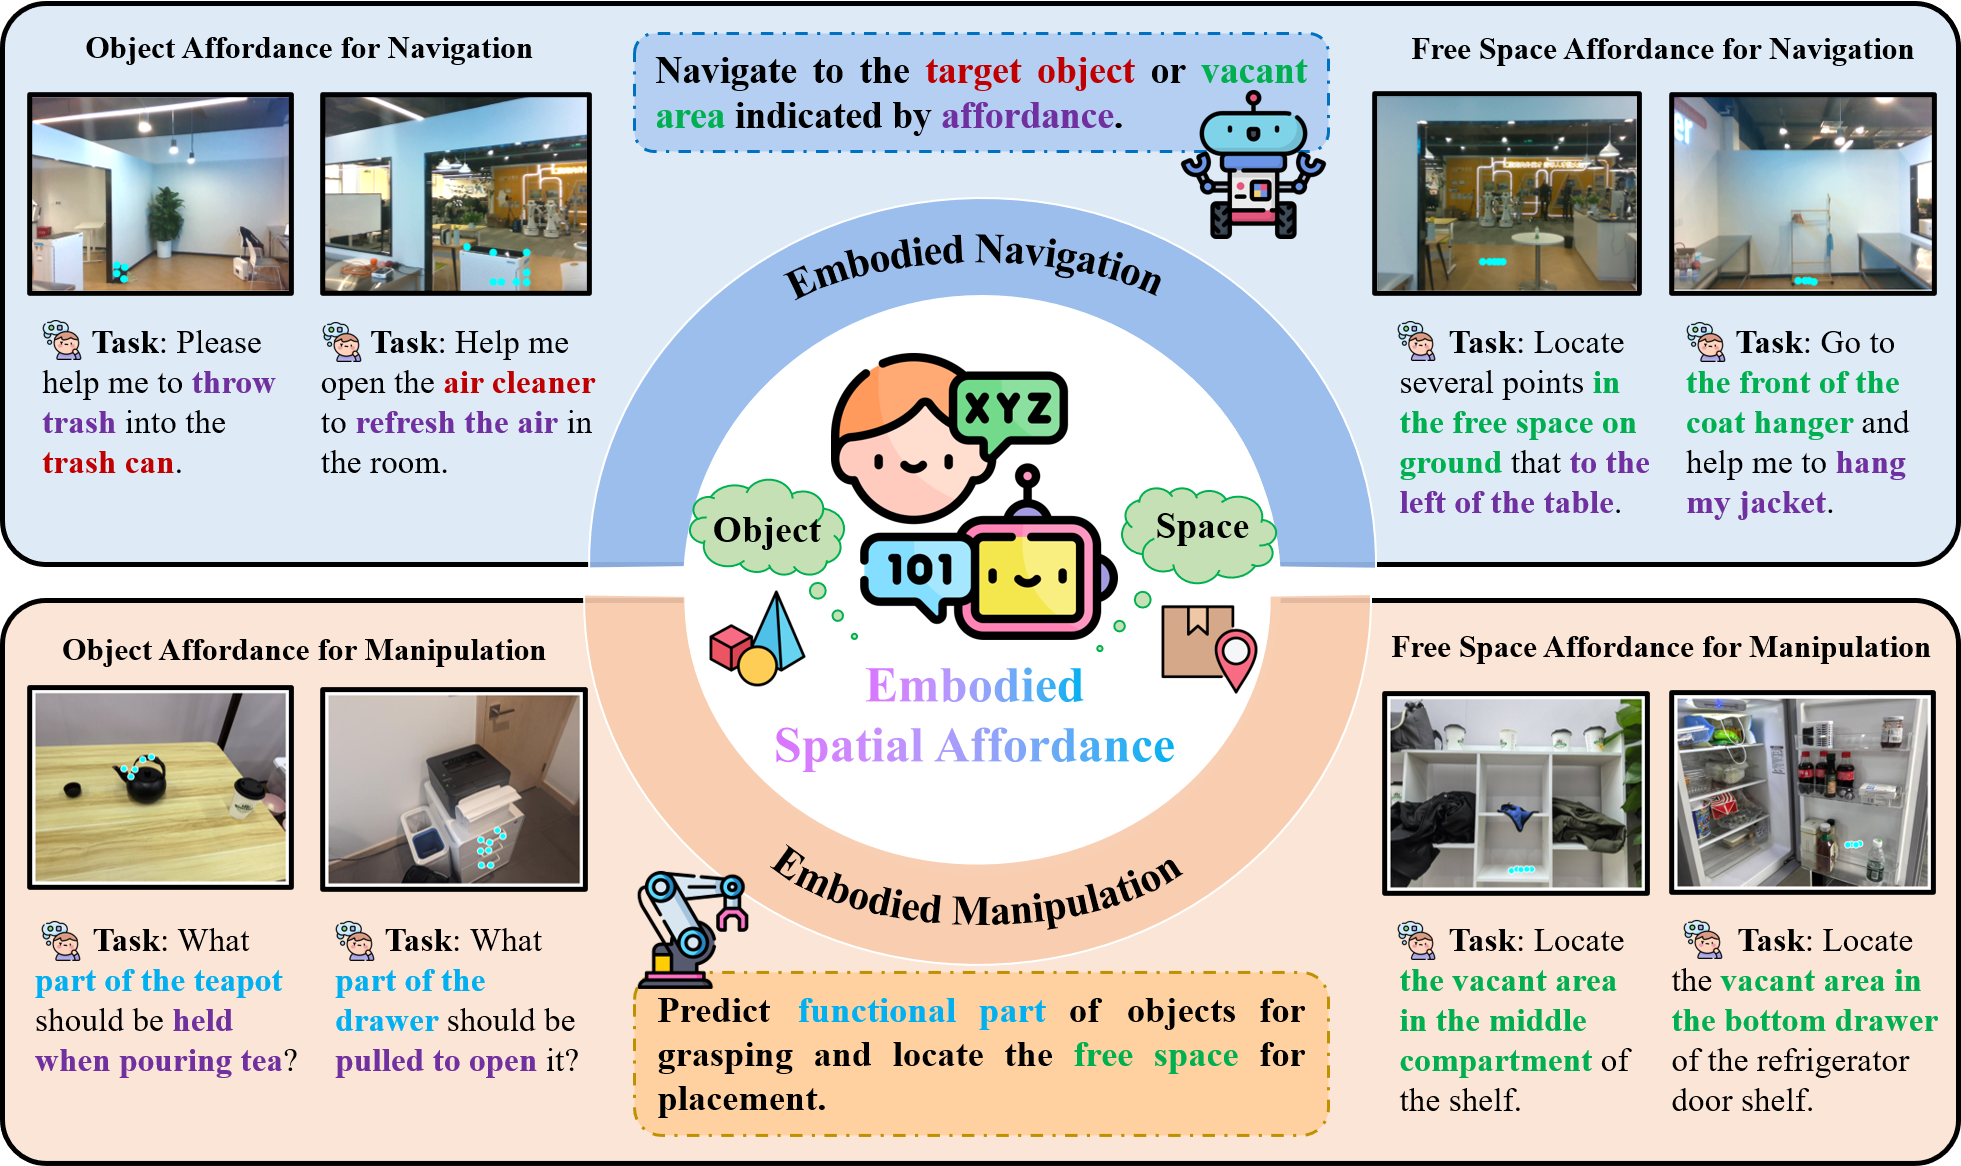 Object Affordance for Navigation
Navigate to the target object or vacant
area indicated by affordance.
Free Space Affordance for Navigation
Task: Please
help me to throw
trash into the
trash can.
Task: Help me
open the air cleaner
to refresh the air in
the room.
Embodied Navigation
Task: Locate
several points in
the free space on
ground that to the
left of the table.
Task: Go to
the front of the
coat hanger and
help me to hang
my jacket.
XYZ
Object
Space
101
Embodied
Spatial Affordance
Object Affordance for Manipulation
Free Space Affordance for Manipulation
Embodied Manipulation
Task: What
part of the teapot
should be held
when pouring tea?
Task: What
part of the
drawer should be
pulled to open it?
Predict functional part of objects for
grasping and locate the free space for
placement.
Task: Locate
the vacant area
in the middle
compartment of
the shelf.
Task: Locate
the vacant area in
the bottom drawer
of the refrigerator
door shelf.